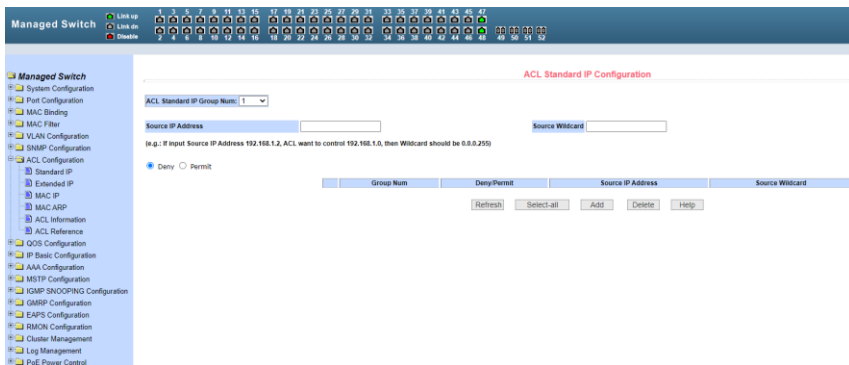 Managed Switch
Link up
Link dn
Disable
1 3 5 7 9 11 13 15 17 19 21 23 25 27 29 31 33 35 37 39 41 43 45 47
2 4 6 8 10 12 14 16 18 20 22 24 26 28 30 32 34 36 38 40 42 44 46 48 49 50 51 52
Managed Switch
System Configuration
Port Configuration
MAC Binding
MAC Filter
VLAN Configuration
SNMP Configuration
ACL Configuration
Standard IP
Extended IP
MAC IP
MAC ARP
ACL Information
ACL Reference
QOS Configuration
IP Basic Configuration
AAA Configuration
MSTP Configuration
IGMP SNOOPING Configuration
GMRP Configuration
EAPS Configuration
RMON Configuration
Cluster Management
Log Management
PoE Power Control
ACL Standard IP Configuration
ACL Standard IP Group Num: 1
Source IP Address
Source Wildcard
(e.g.: If input Source IP Address 192.168.1.2, ACL want to control 192.168.1.0, then Wildcard should be 0.0.0.255)
Deny Permit
Group Num Deny/Permit Source IP Address Source Wildcard
Refresh Select-all Add Delete Help